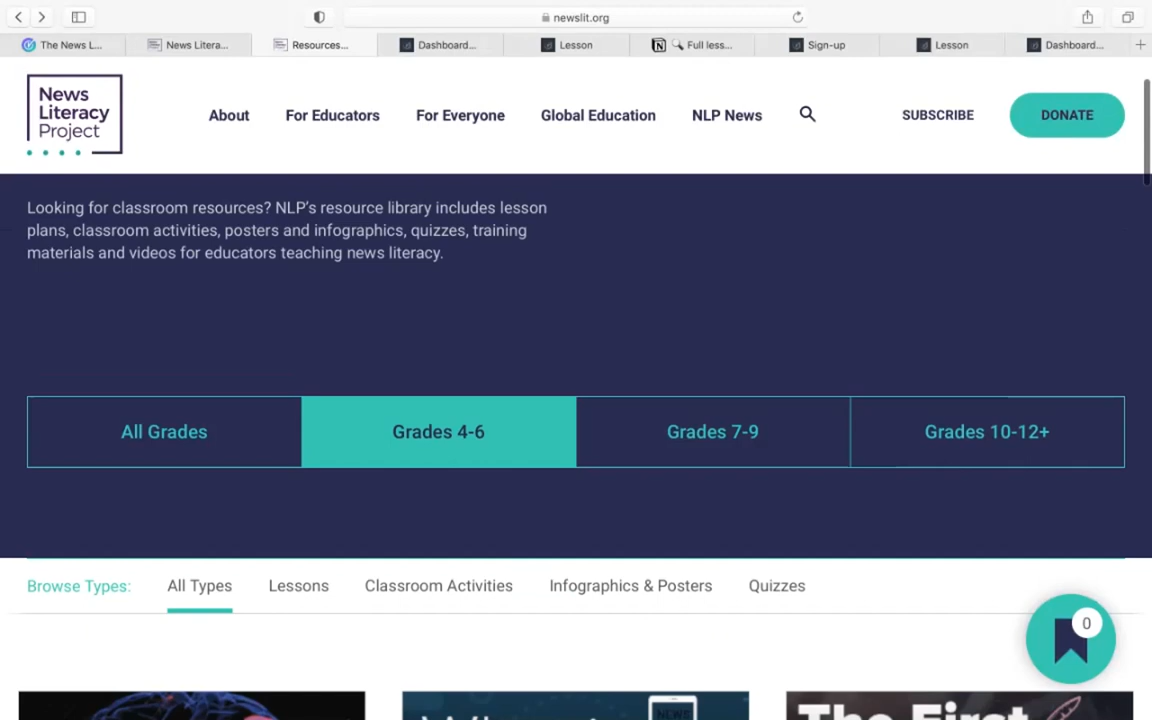 newslit.org
The News L...
News Litera...
Resources...
Dashboard...
Lesson
Full less...
Sign-up
Lesson
Dashboard...
News
Literacy
Project
About
For Educators
For Everyone
Global Education
NLP News
SUBSCRIBE
DONATE
Looking for classroom resources? NLP's resource library includes lesson
plans, classroom activities, posters and infographics, quizzes, training
materials and videos for educators teaching news literacy.
All Grades
Grades 4-6
Grades 7-9
Grades 10-12+
Browse Types:
All Types
Lessons
Classroom Activities
Infographics & Posters
Quizzes
0
NEWS
The First